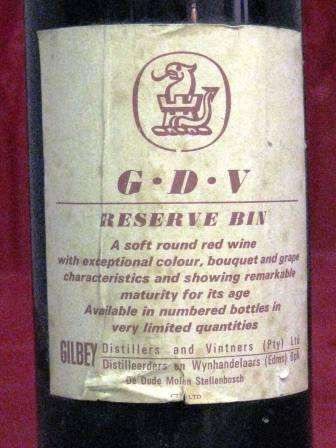 G·D·V
RESERVE BIN
A soft round red wine
with exceptional colour, bouquet and grape
characteristics and showing remarkable
maturity for its age
Available in numbered bottles in
very limited quantities
GILBEY Distillers and Vintners (Pty) Ltd
Distilleerders en Wynhandelaars (Edms) Bpk
De Oude Molen Stellenbosch
LTD